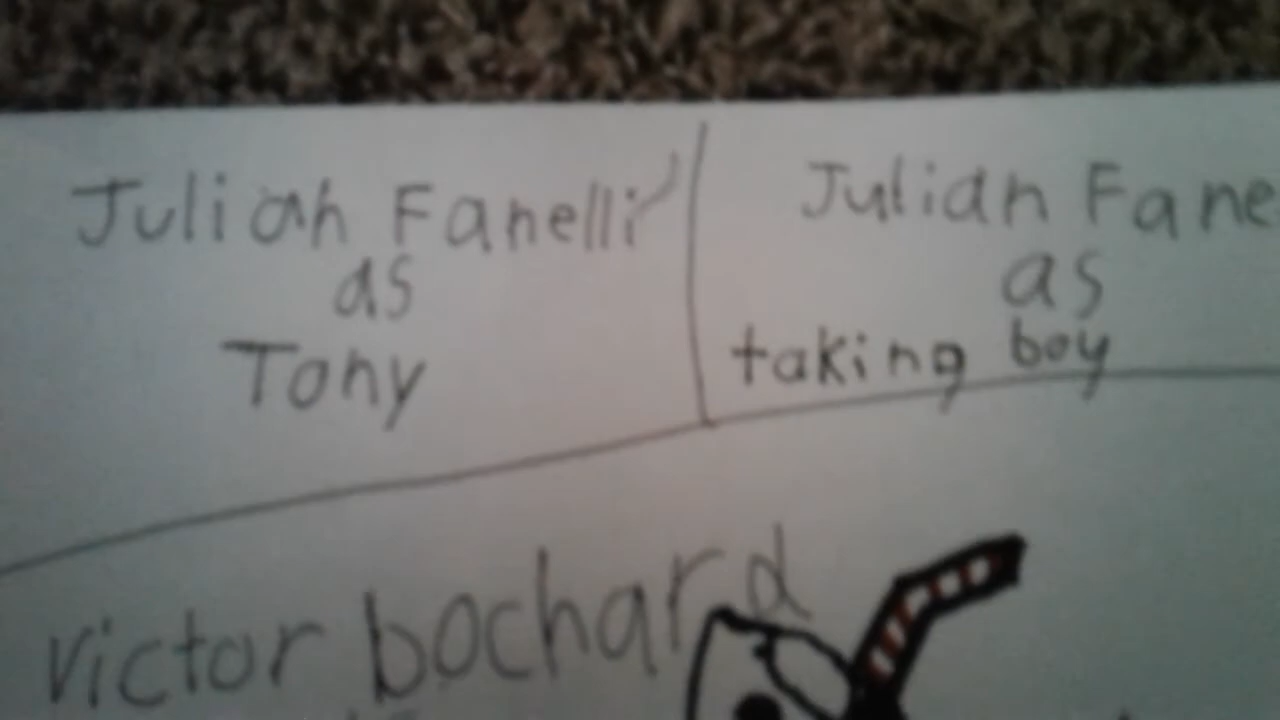 Julian Fanelli
as
Tony
Julian Fane
as
taking boy
victor bochard